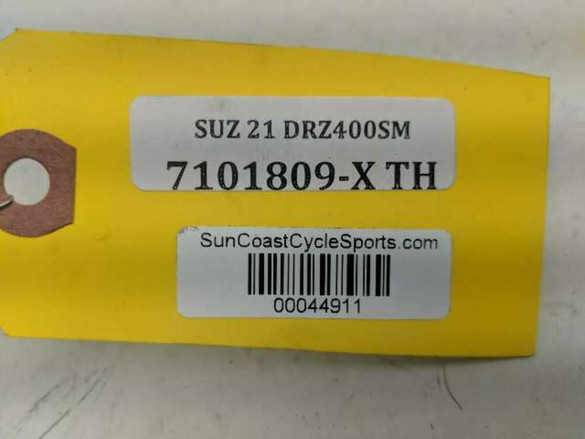 SUZ 21 DRZ400SM
7101809-X TH
SunCoastCycleSports.com
00044911